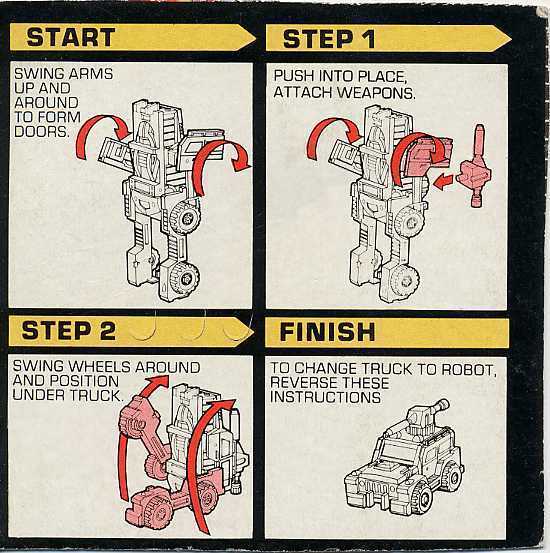 START
SWING ARMS
UP AND
AROUND
TO FORM
DOORS.
STEP 1
PUSH INTO PLACE,
ATTACH WEAPONS.
STEP 2
SWING WHEELS AROUND
AND POSITION
UNDER TRUCK.
FINISH
TO CHANGE TRUCK TO ROBOT,
REVERSE THESE
INSTRUCTIONS